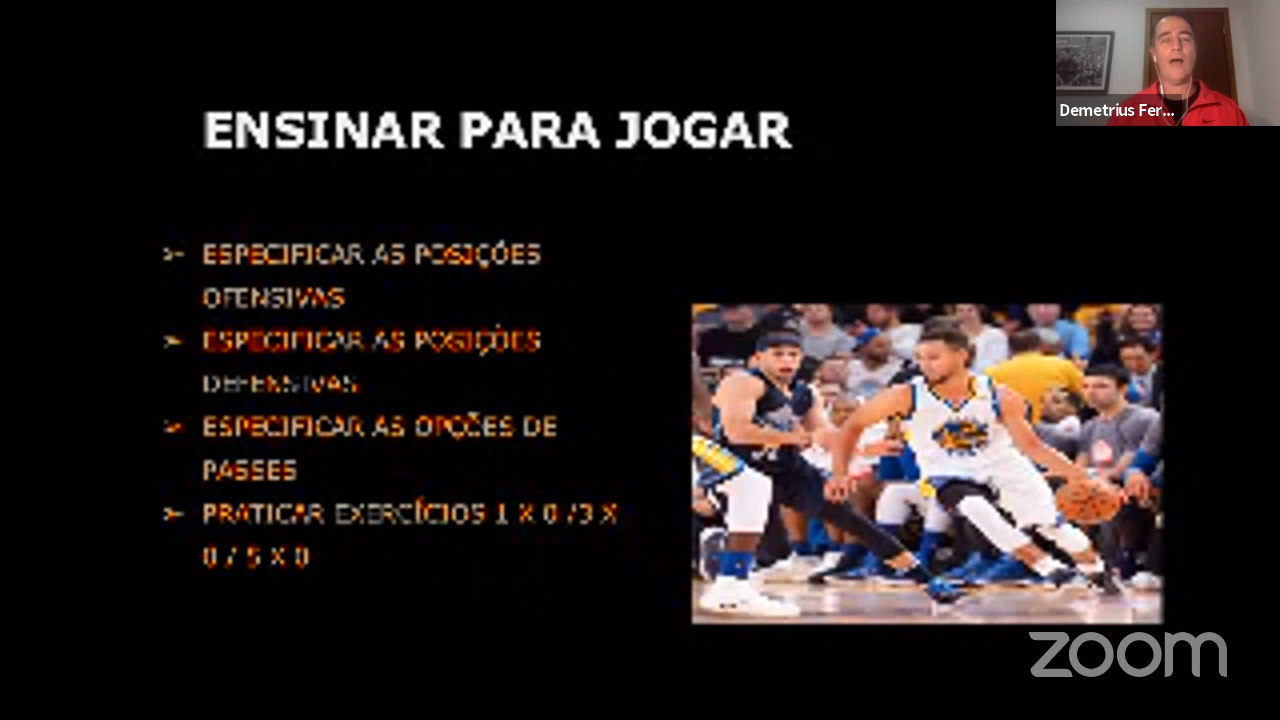 Demetrius Fer...
ENSINAR PARA JOGAR
➢ ESPECIFICAR AS POSIÇÕES
OFENSIVAS
➢ ESPECIFICAR AS POSIÇÕES
DEFENSIVAS
➢ ESPECIFICAR AS OPÇÕES DE
PASSES
➢ PRATICAR EXERCÍCIOS 1 X 0 /3 X
0 / 5 X 0
zoom